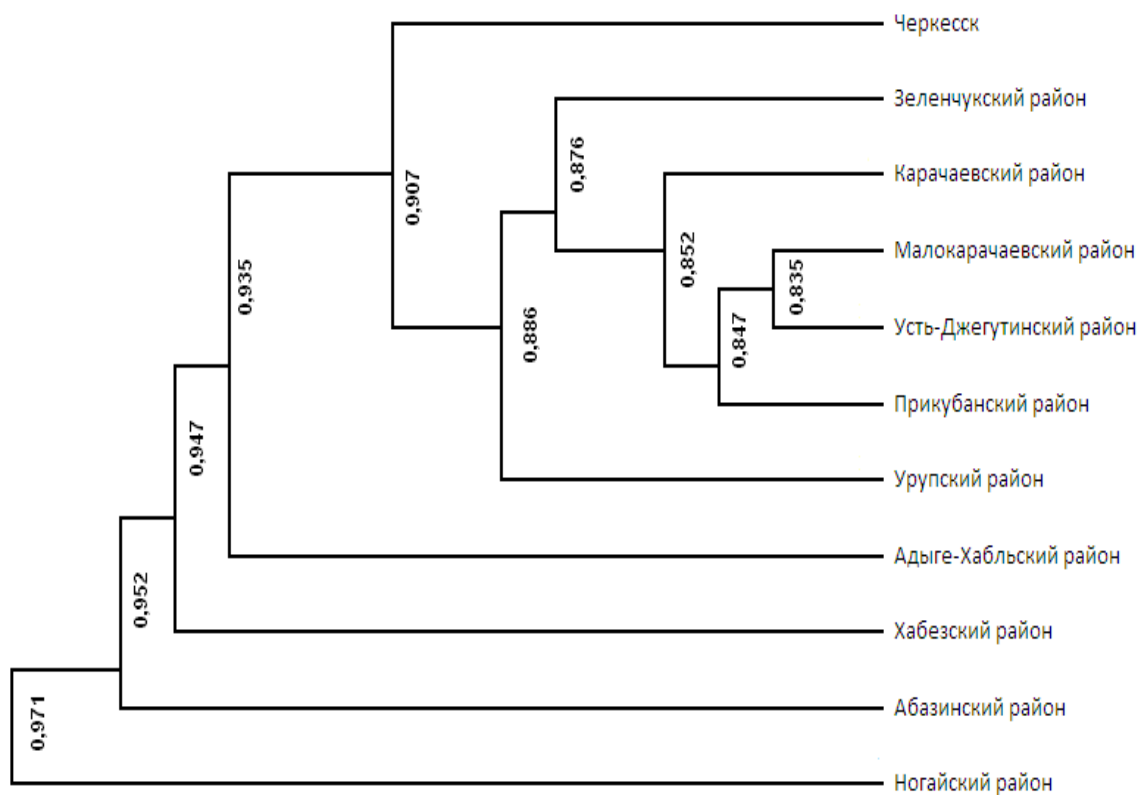 Черкесск
Зеленчукский район
0,876
Карачаевский район
0,907
Малокарачаевский район
0,852
0,835
0,935
Усть-Джегутинский район
0,886
0,847
Прикубанский район
0,947
Урупский район
Адыге-Хабльский район
0,952
Хабезский район
Абазинский район
0,971
Ногайский район